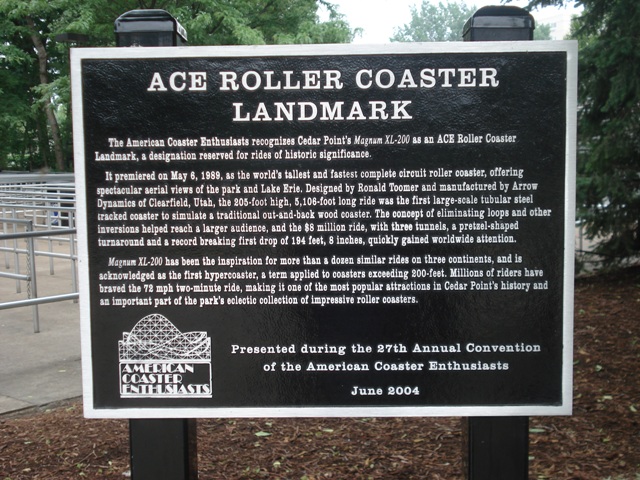 ACE ROLLER COASTER
LANDMARK
The American Coaster Enthusiasts recognizes Cedar Point's Magnum XL-200 as an ACE Roller Coaster
Landmark, a designation reserved for rides of historic significance.
It premiered on May 6, 1989, as the world's tallest and fastest complete circuit roller coaster, offering
spectacular aerial views of the park and Lake Erie. Designed by Ronald Toomer and manufactured by Arrow
Dynamics of Clearfield, Utah, the 205-foot high, 5,106-foot long ride was the first large-scale tubular steel
tracked coaster to simulate a traditional out-and-back wood coaster. The concept of eliminating loops and other
inversions helped reach a larger audience, and the $8 million ride, with three tunnels, a pretzel-shaped
turnaround and a record breaking first drop of 194 feet, 8 inches, quickly gained worldwide attention.
Magnum XL-200 has been the inspiration for more than a dozen similar rides on three continents, and is
acknowledged as the first hypercoaster, a term applied to coasters exceeding 200-feet. Millions of riders have
braved the 72 mph two-minute ride, making it one of the most popular attractions in Cedar Point's history and
an important part of the park's eclectic collection of impressive roller coasters.
AMERICAN
COASTER
ENTHUSIASTS
Presented during the 27th Annual Convention
of the American Coaster Enthusiasts
June 2004